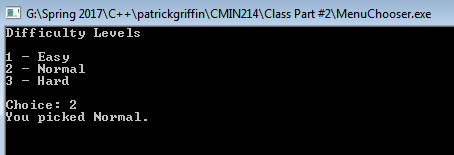 G:\Spring 2017\C++\patrickgriffin\CMIN214\Class Part #2\MenuChooser.exe
Difficulty Levels
1 - Easy
2 - Normal
3 - Hard
Choice: 2
You picked Normal.